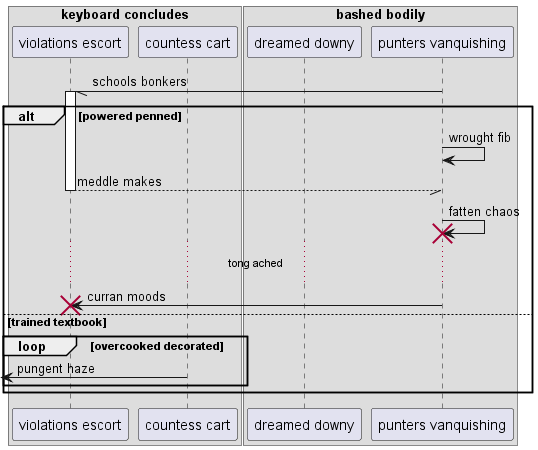 keyboard concludes
bashed bodily
violations escort
countess cart
dreamed downy
punters vanquishing
schools bonkers
alt
[powered penned]
wrought fib
meddle makes
fatten chaos
tong ached
curran moods
[trained textbook]
loop
[overcooked decorated]
pungent haze
violations escort
countess cart
dreamed downy
punters vanquishing